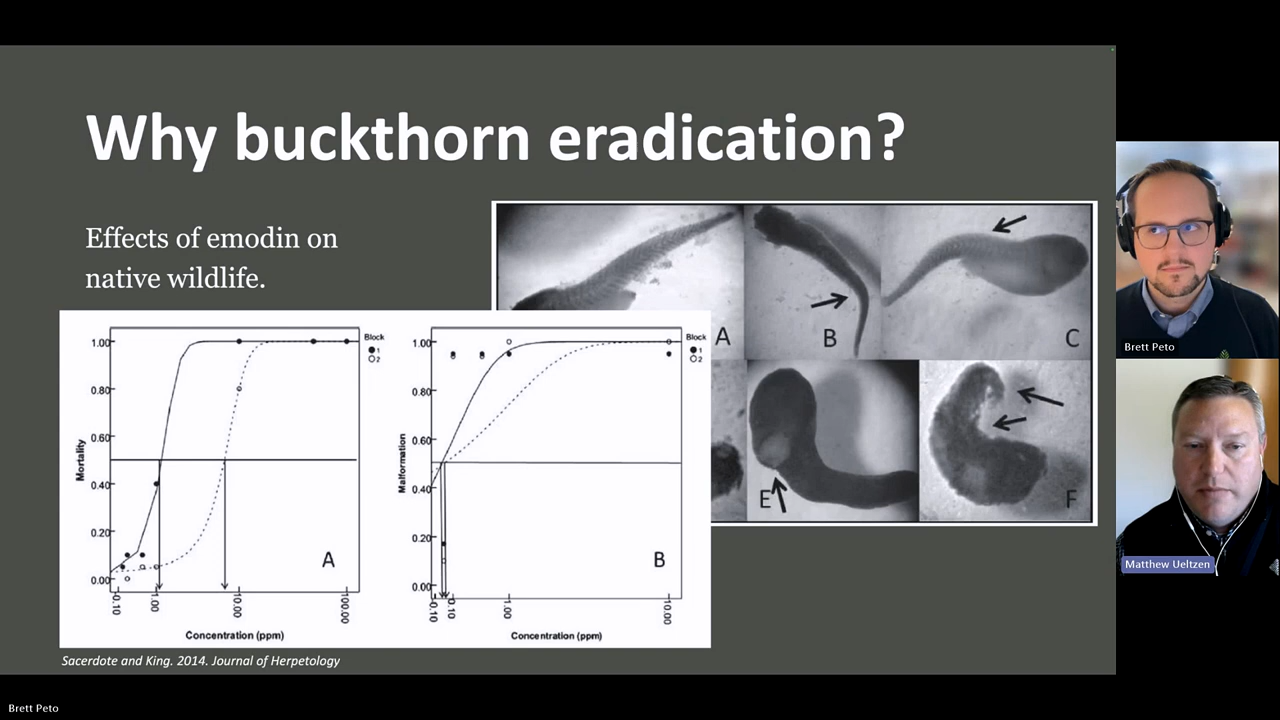 Why buckthorn eradication?
Effects of emodin on
native wildlife.
A
B
C
E
F
Mortality
1.00
0.80
0.60
0.40
0.20
0.00
0.10
1.00
10.00
100.00
Concentration (ppm)
Block
1
2
A
Malformation
1.00
0.80
0.60
0.40
0.20
0.00
0.10
0.10
1.00
10.00
Concentration (ppm)
Block
1
2
B
Sacerdote and King. 2014. Journal of Herpetology
Brett Peto
Matthew Ueltzen
Brett Peto